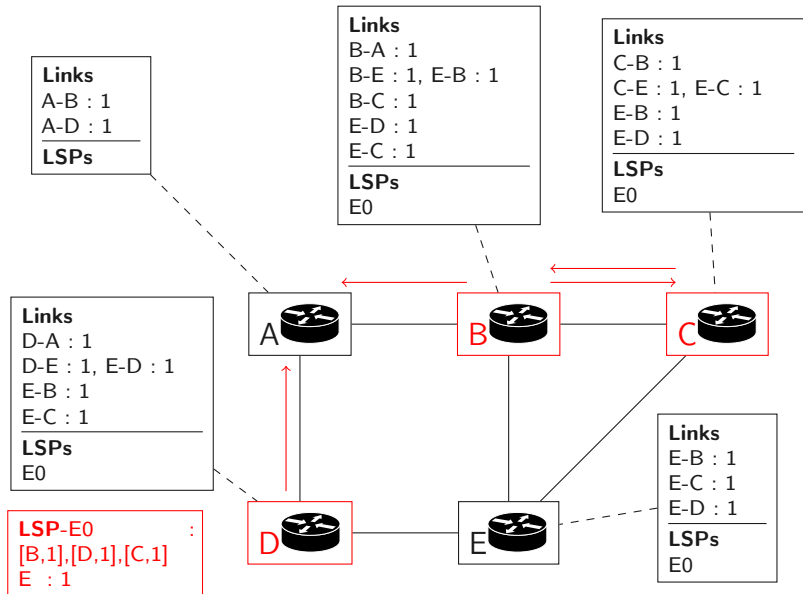 Links
A-B : 1
A-D : 1
LSPs
Links
B-A : 1
B-E : 1, E-B : 1
B-C : 1
E-D : 1
E-C : 1
LSPs
E0
Links
C-B : 1
C-E : 1, E-C : 1
E-B : 1
E-D : 1
LSPs
E0
A
B
C
Links
D-A : 1
D-E : 1, E-D : 1
E-B : 1
E-C : 1
LSPs
E0
Links
E-B : 1
E-C : 1
E-D : 1
LSPs
E0
LSP-E0 :
[B,1],[D,1],[C,1]
E : 1
D
E